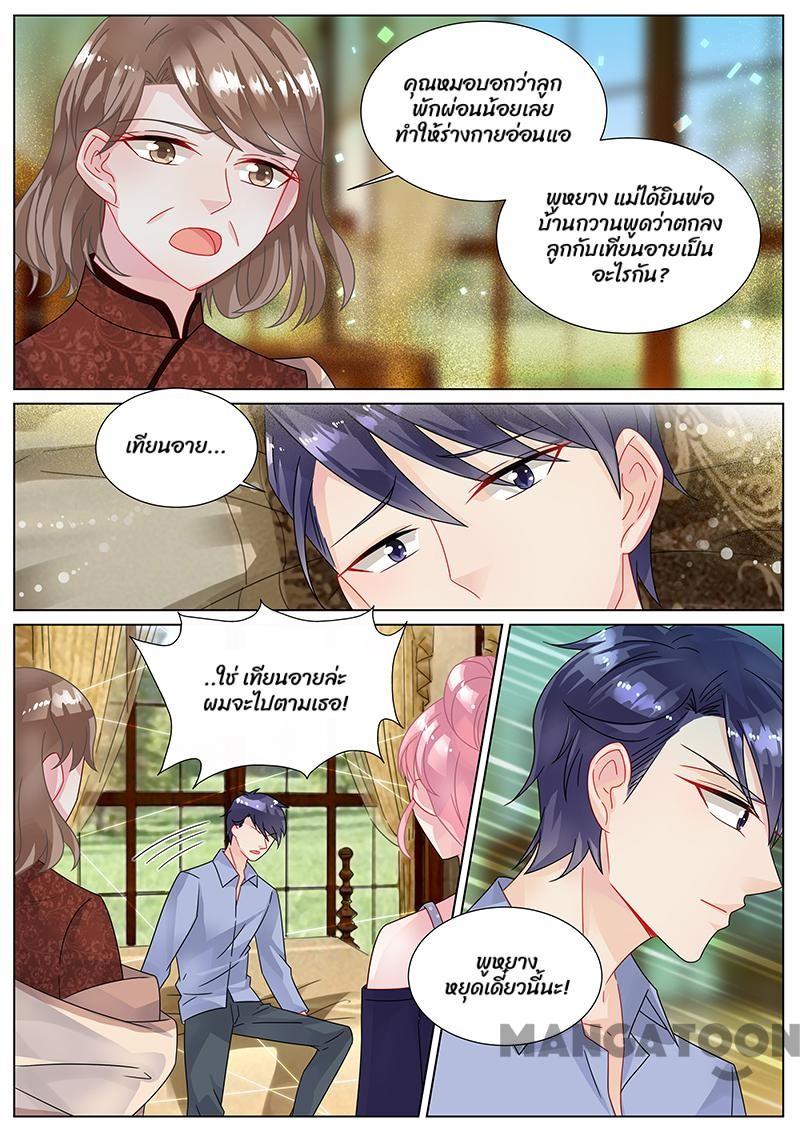 คุณหมอบอกว่าลูก
พักผ่อนน้อยเลย
ทำให้ร่างกายอ่อนแอ
ฟูหยาง แม่ได้ยินพ่อ
บ้านกวานพูดว่าตกลง
ลูกกับเทียนอายเป็น
อะไรกัน?
เทียนอาย...
..ใช่ เทียนอายล่ะ
ผมจะไปตามเธอ!
ฟูหยาง
หยุดเดี๋ยวนี้นะ!
MANGATOON